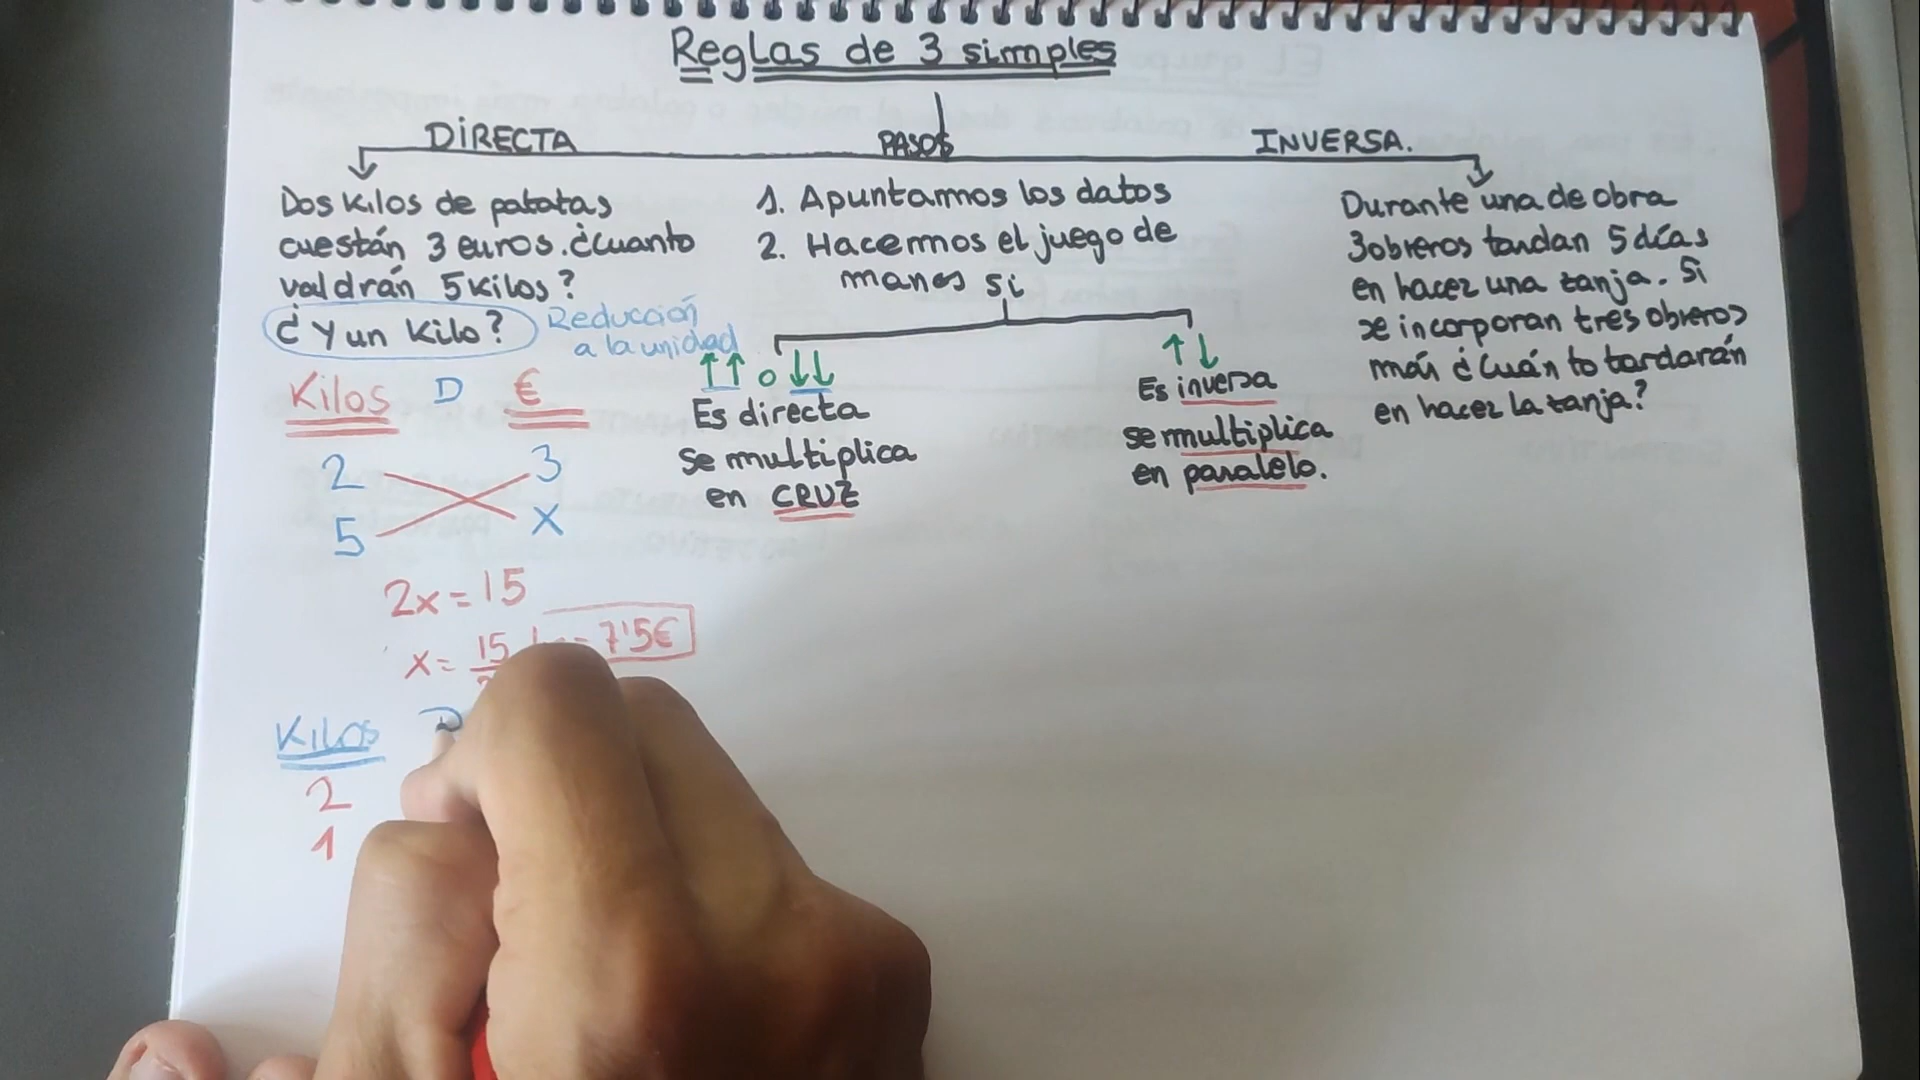 Reglas de 3 simples
DIRECTA
PASOS
INVERSA.
Dos Kilos de patatas
cuestán 3 euros. ¿Cuanto
valdrán 5 Kilos?
¿Y un Kilo?
Reducción
a la unidad
Kilos D €
2 3
5 X
2x = 15
x = 15
7'5€
Kilos
2
1
1. Apuntamos los datos
2. Hacemos el juego de
manos si
↑↑ o ↓↓
Es directa
se multiplica
en CRUZ
↑↓
Es inversa
se multiplica
en paralelo.
Durante una de obra
3 obreros tardan 5 días
en hacer una zanja. Si
se incorporan tres obreros
más ¿Cuánto tardarán
en hacer la zanja?